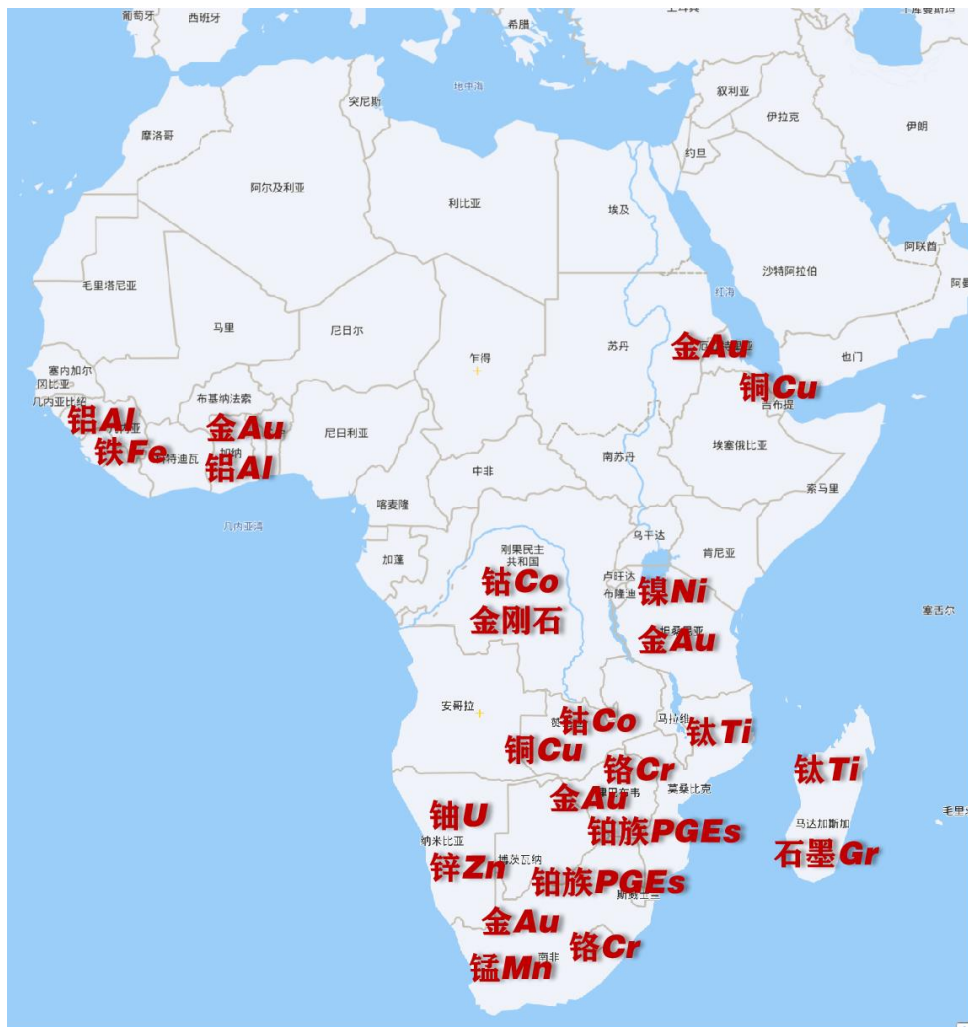 葡萄牙
西班牙
希腊
地中海
突尼斯
叙利亚
伊拉克
伊朗
约旦
摩洛哥
阿尔及利亚
利比亚
埃及
阿联酋
沙特阿拉伯
红海
毛里塔尼亚
马里
尼日尔
乍得
苏丹
金Au
也门
塞内加尔
冈比亚
几内亚比绍
布基纳法索
铜Cu
吉布提
铝Al
铁Fe
金Au
加纳
铝Al
尼日利亚
埃塞俄比亚
南苏丹
中非
索马里
喀麦隆
几内亚湾
乌干达
肯尼亚
加蓬
刚果民主
共和国
钴Co
金刚石
卢旺达
布隆迪
镍Ni
金Au
塞舌尔
安哥拉
钴Co
铜Cu
马拉维
钛Ti
铬Cr
津巴布韦
莫桑比克
金Au
铂族PGEs
钛Ti
马达加斯加
石墨Gr
铀U
纳米比亚
锌Zn
博茨瓦纳
铂族PGEs
斯威士兰
金Au
铬Cr
锰Mn
南非